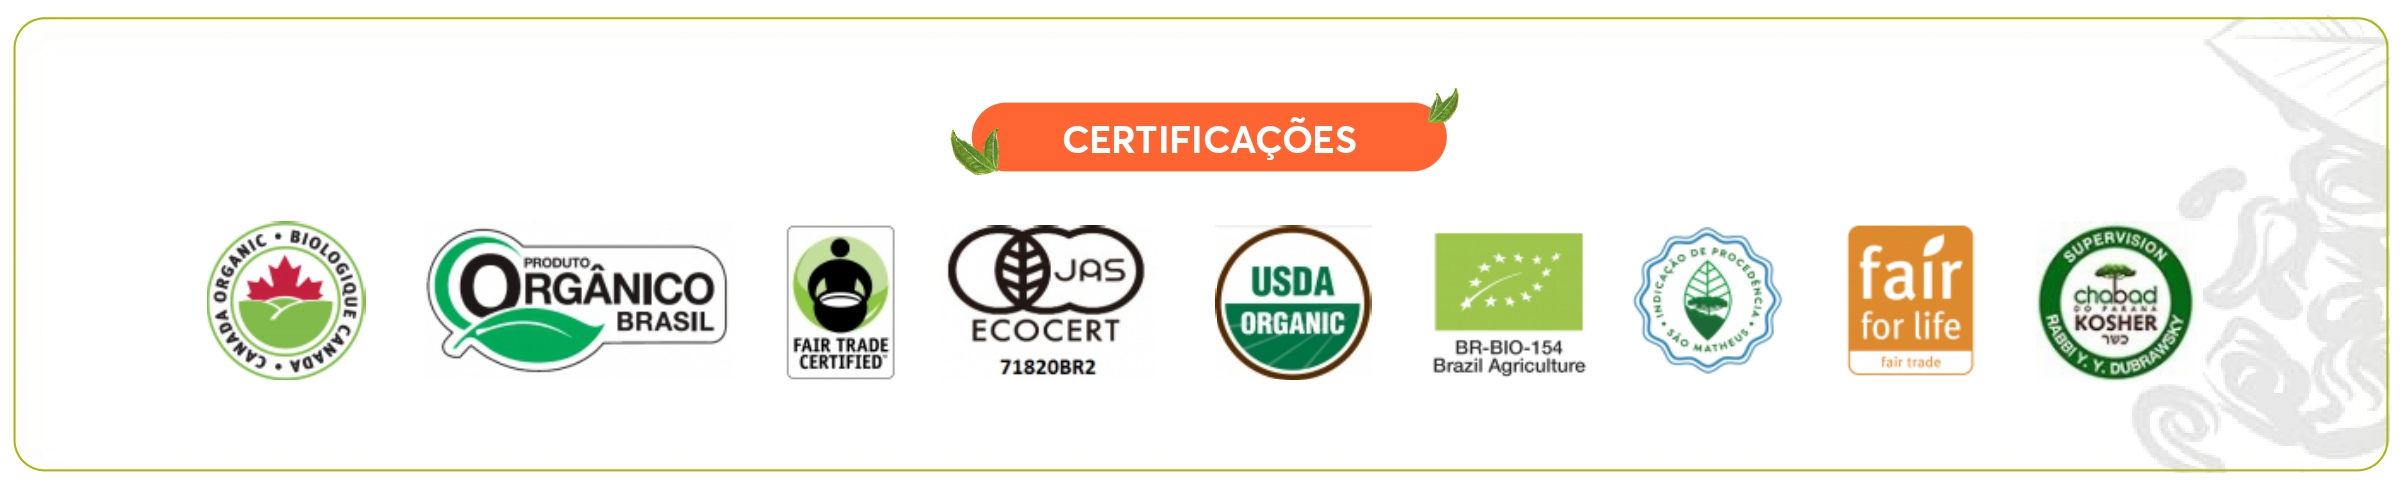 CERTIFICAÇÕES
CANADA ORGANIC • BIOLOGIQUE CANADA •
PRODUTO
ORGÂNICO
BRASIL
FAIR TRADE
CERTIFIED™
JAS
ECOCERT
71820BR2
USDA
ORGANIC
BR-BIO-154
Brazil Agriculture
INDICAÇÃO DE PROCEDÊNCIA
• SÃO MATHEUS •
fair
for life
fair trade
SUPERVISION
chabad
DO PARANÁ
KOSHER
כשר
RABBI Y. Y. DUBRAWSKY